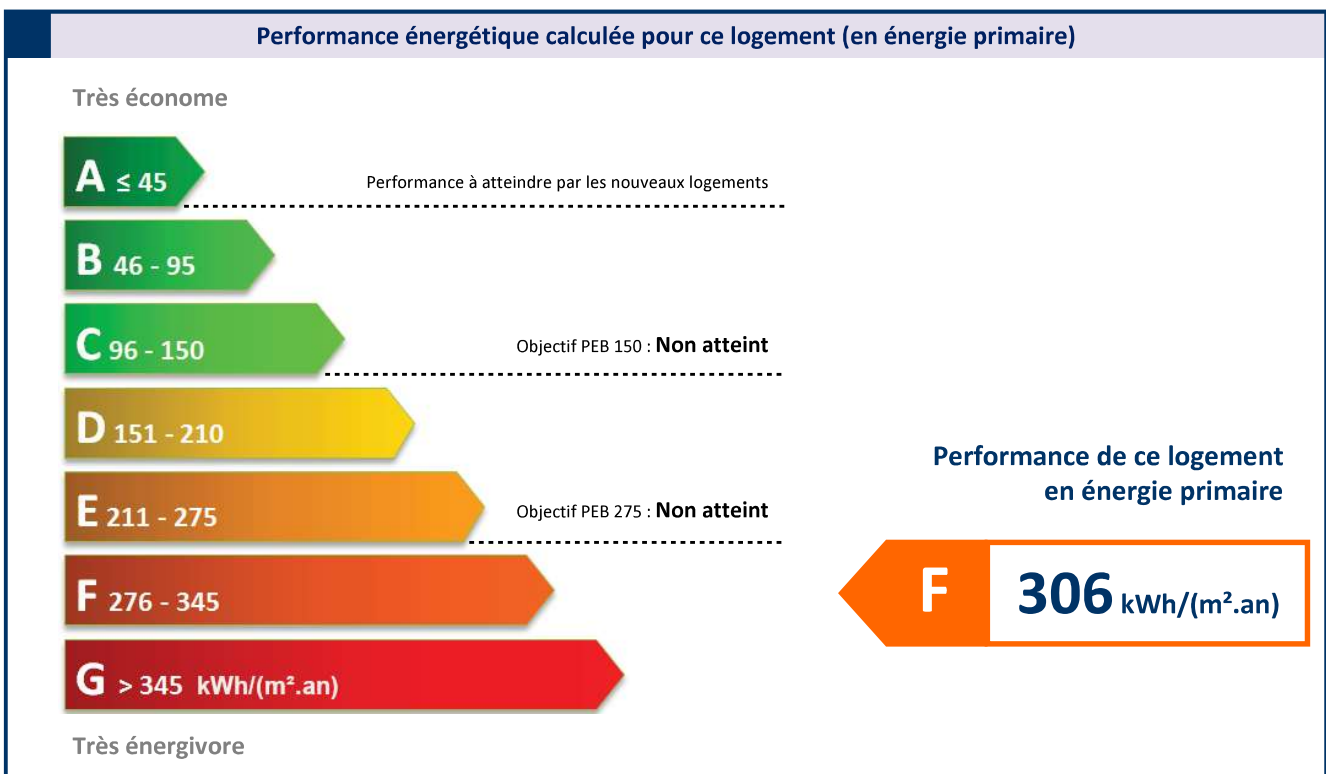 Performance énergétique calculée pour ce logement (en énergie primaire)
Très économe
A ≤ 45
Performance à atteindre par les nouveaux logements
B 46 - 95
C 96 - 150
Objectif PEB 150 : Non atteint
D 151 - 210
Performance de ce logement
en énergie primaire
E 211 - 275
Objectif PEB 275 : Non atteint
F 276 - 345
F 306 kWh/(m².an)
G > 345 kWh/(m².an)
Très énergivore